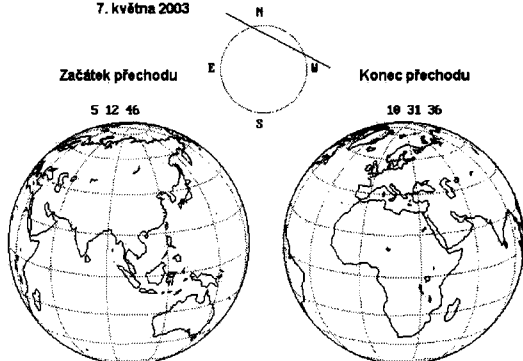 7. května 2003
N
E
W
S
Začátek přechodu
Konec přechodu
5 12 46
10 31 36